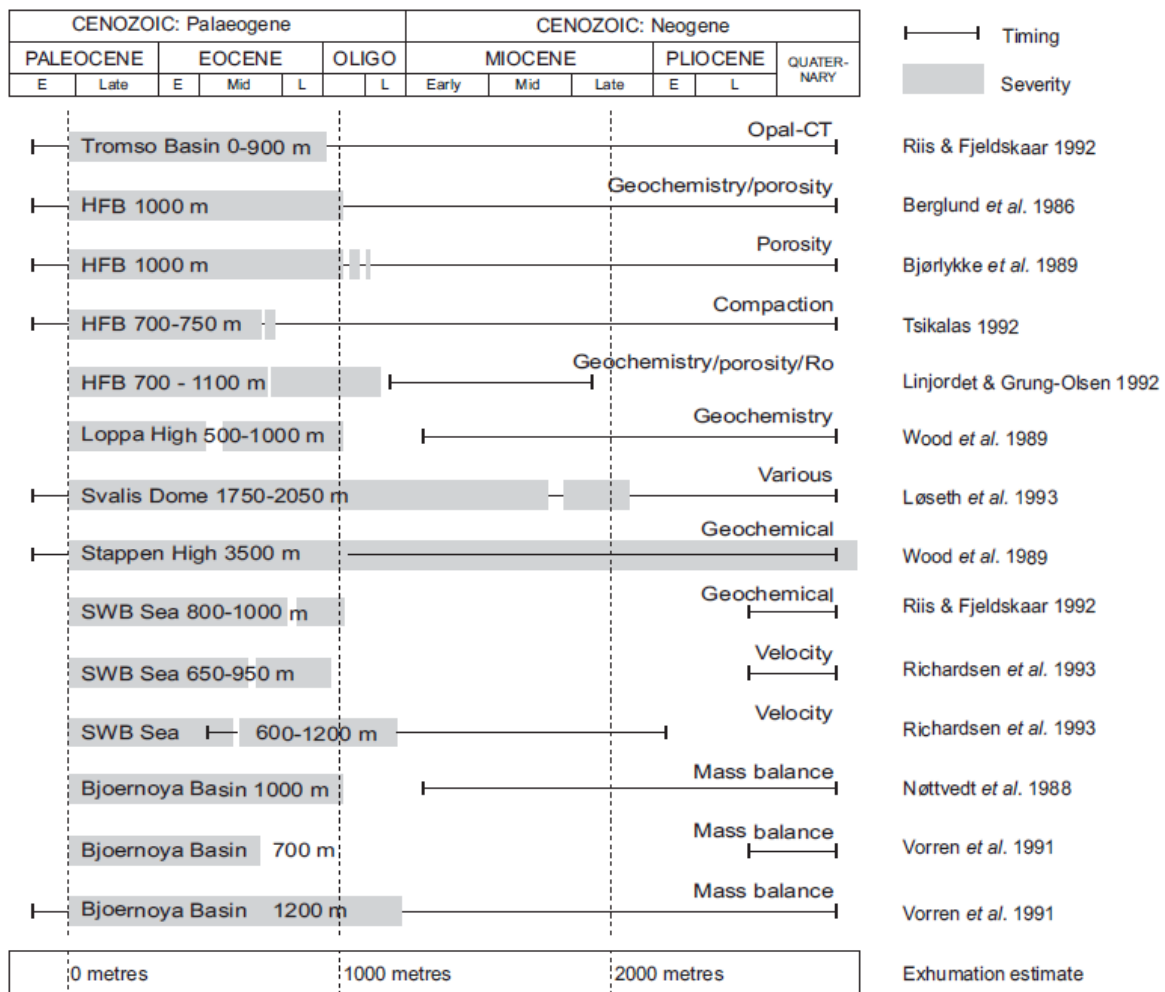 CENOZOIC: Palaeogene CENOZOIC: Neogene
PALEOCENE EOCENE OLIGO MIOCENE PLIOCENE QUATER-
NARY
E Late E Mid L L Early Mid Late E L
Timing
Severity
Opal-CT
Tromso Basin 0-900 m Riis & Fjeldskaar 1992
Geochemistry/porosity
HFB 1000 m Berglund et al. 1986
Porosity
HFB 1000 m Bjørlykke et al. 1989
Compaction
HFB 700-750 m Tsikalas 1992
Geochemistry/porosity/Ro
HFB 700 - 1100 m Linjordet & Grung-Olsen 1992
Geochemistry
Loppa High 500-1000 m Wood et al. 1989
Various
Svalis Dome 1750-2050 m Løseth et al. 1993
Geochemical
Stappen High 3500 m Wood et al. 1989
Geochemical
SWB Sea 800-1000 m Riis & Fjeldskaar 1992
Velocity
SWB Sea 650-950 m Richardsen et al. 1993
Velocity
SWB Sea 600-1200 m Richardsen et al. 1993
Mass balance
Bjoernoya Basin 1000 m Nøttvedt et al. 1988
Mass balance
Bjoernoya Basin 700 m Vorren et al. 1991
Mass balance
Bjoernoya Basin 1200 m Vorren et al. 1991
0 metres 1000 metres 2000 metres Exhumation estimate